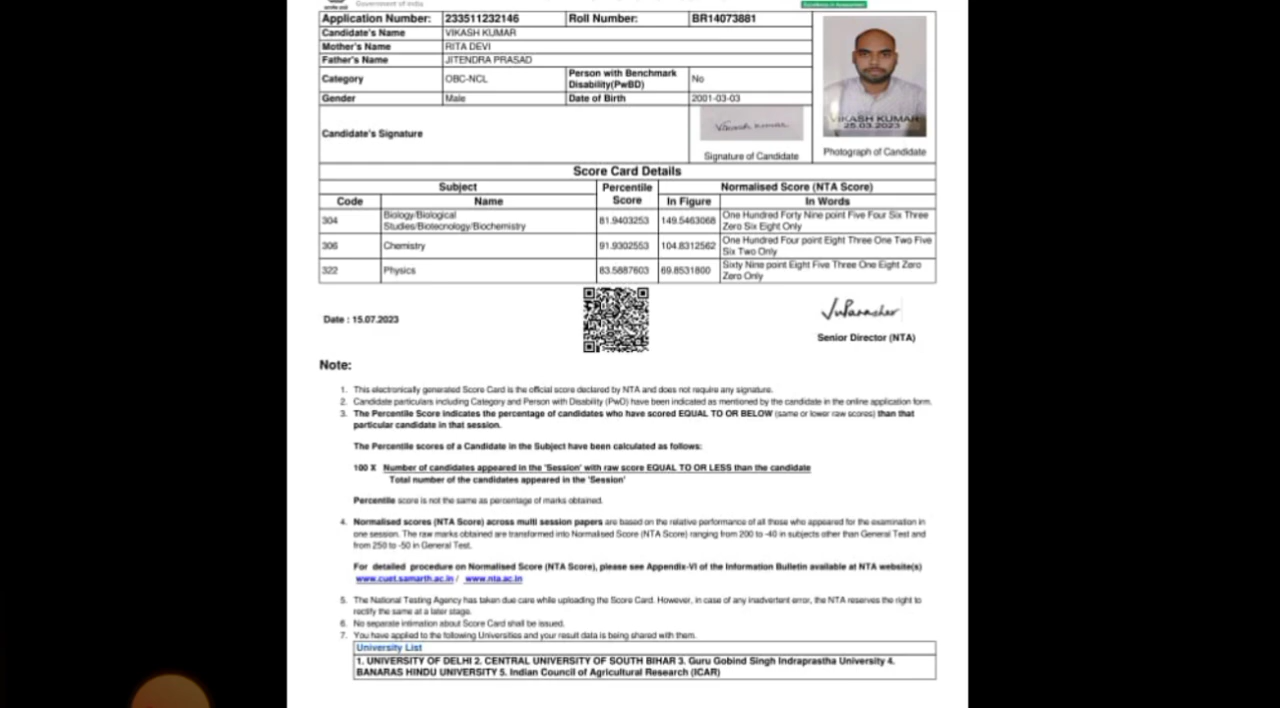 Government of India
Excellence in Assessment
Application Number: 233511232146 Roll Number: BR14073881
Candidate's Name VIKASH KUMAR
Mother's Name RITA DEVI
Father's Name JITENDRA PRASAD
Category OBC-NCL Person with Benchmark Disability(PwBD) No
Gender Male Date of Birth 2001-03-03
Candidate's Signature
Vikash Kumar
Signature of Candidate
VIKASH KUMAR
25.03.2023
Photograph of Candidate
Score Card Details
Subject Percentile Score Normalised Score (NTA Score)
Code Name In Figure In Words
304 Biology/Biological Studies/Biotecnology/Biochemistry 81.9403253 149.5463068 One Hundred Forty Nine point Five Four Six Three Zero Six Eight Only
306 Chemistry 91.9302553 104.8312562 One Hundred Four point Eight Three One Two Five Six Two Only
322 Physics 83.5887603 69.8531800 Sixty Nine point Eight Five Three One Eight Zero Zero Only
Date : 15.07.2023
Senior Director (NTA)
Note:
1. This electronically generated Score Card is the official score declared by NTA and does not require any signature.
2. Candidate particulars including Category and Person with Disability (PwD) have been indicated as mentioned by the candidate in the online application form.
3. The Percentile Score indicates the percentage of candidates who have scored EQUAL TO OR BELOW (same or lower raw scores) than that
particular candidate in that session.
The Percentile scores of a Candidate in the Subject have been calculated as follows:
100 X Number of candidates appeared in the 'Session' with raw score EQUAL TO OR LESS than the candidate
Total number of the candidates appeared in the 'Session'
Percentile score is not the same as percentage of marks obtained.
4. Normalised scores (NTA Score) across multi session papers are based on the relative performance of all those who appeared for the examination in
one session. The raw marks obtained are transformed into Normalised Score (NTA Score) ranging from 200 to -40 in subjects other than General Test and
from 250 to -50 in General Test.
For detailed procedure on Normalised Score (NTA Score), please see Appendix-VI of the Information Bulletin available at NTA website(s)
www.cuet.samarth.ac.in / www.nta.ac.in
5. The National Testing Agency has taken due care while uploading the Score Card. However, in case of any inadvertent error, the NTA reserves the right to
rectify the same at a later stage.
6. No separate intimation about Score Card shall be issued.
7. You have applied to the following Universities and your result data is being shared with them.
University List
1. UNIVERSITY OF DELHI 2. CENTRAL UNIVERSITY OF SOUTH BIHAR 3. Guru Gobind Singh Indraprastha University 4.
BANARAS HINDU UNIVERSITY 5. Indian Council of Agricultural Research (ICAR)